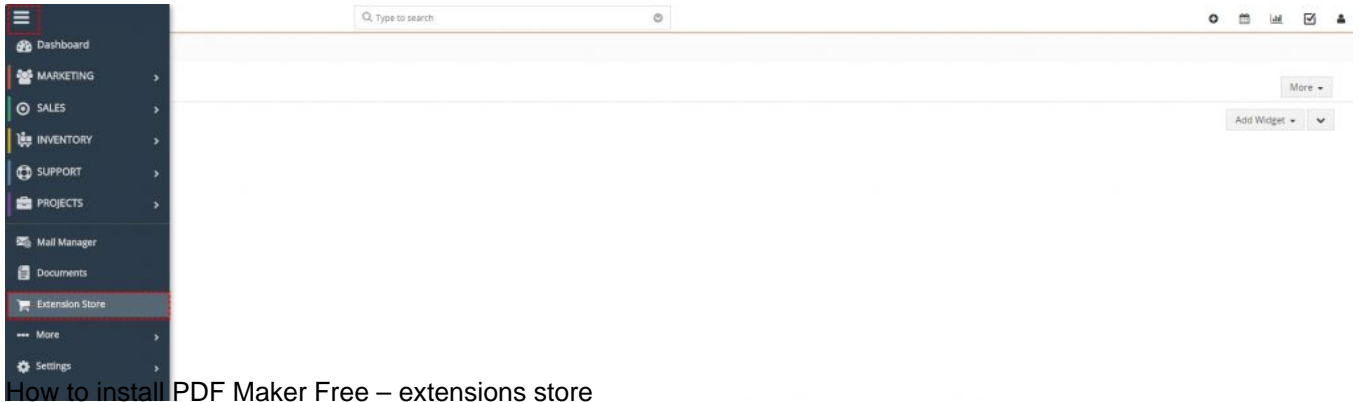 Type to search
Dashboard
MARKETING
SALES
INVENTORY
SUPPORT
PROJECTS
Mail Manager
Documents
Extension Store
More
Settings
More
Add Widget
How to install PDF Maker Free – extensions store